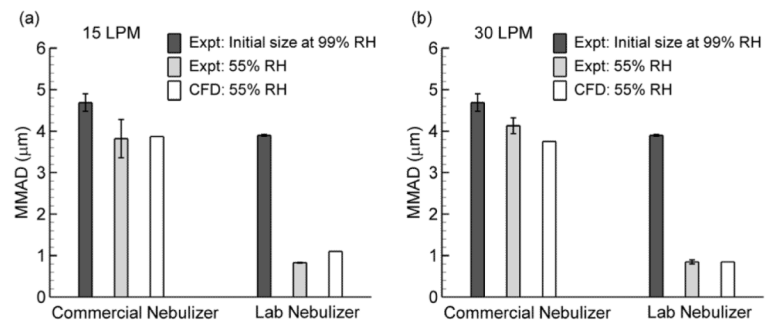 (a)
15 LPM
Expt: Initial size at 99% RH
Expt: 55% RH
CFD: 55% RH
MMAD (μm)
6
5
4
3
2
1
0
Commercial Nebulizer
Lab Nebulizer
(b)
30 LPM
Expt: Initial size at 99% RH
Expt: 55% RH
CFD: 55% RH
MMAD (μm)
6
5
4
3
2
1
0
Commercial Nebulizer
Lab Nebulizer